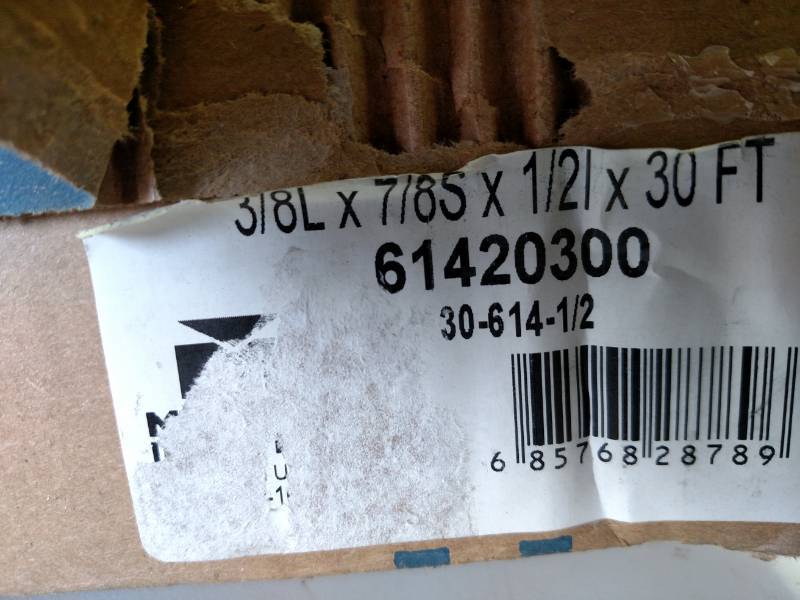 3/8L x 7/8S x 1/2I x 30 FT
61420300
30-614-1/2
6 85768 28789